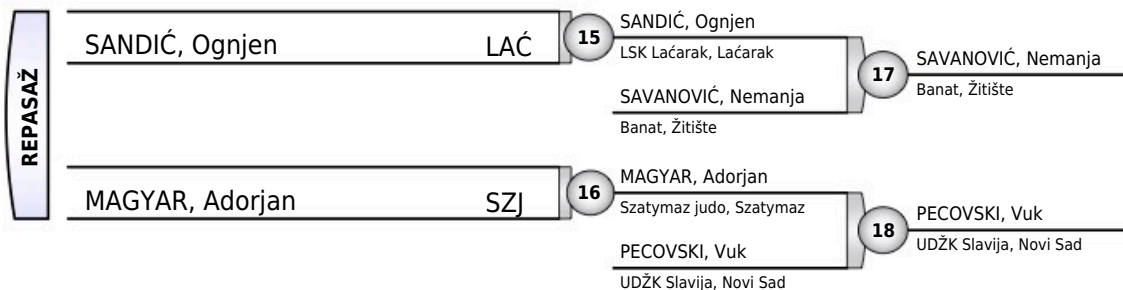 REPASAŽ
SANDIĆ, Ognjen LAĆ
15
SANDIĆ, Ognjen
LSK Laćarak, Laćarak
SAVANOVIĆ, Nemanja
Banat, Žitište
17
SAVANOVIĆ, Nemanja
Banat, Žitište
MAGYAR, Adorjan SZJ
16
MAGYAR, Adorjan
Szatymaz judo, Szatymaz
PECOVSKI, Vuk
UDŽK Slavija, Novi Sad
18
PECOVSKI, Vuk
UDŽK Slavija, Novi Sad